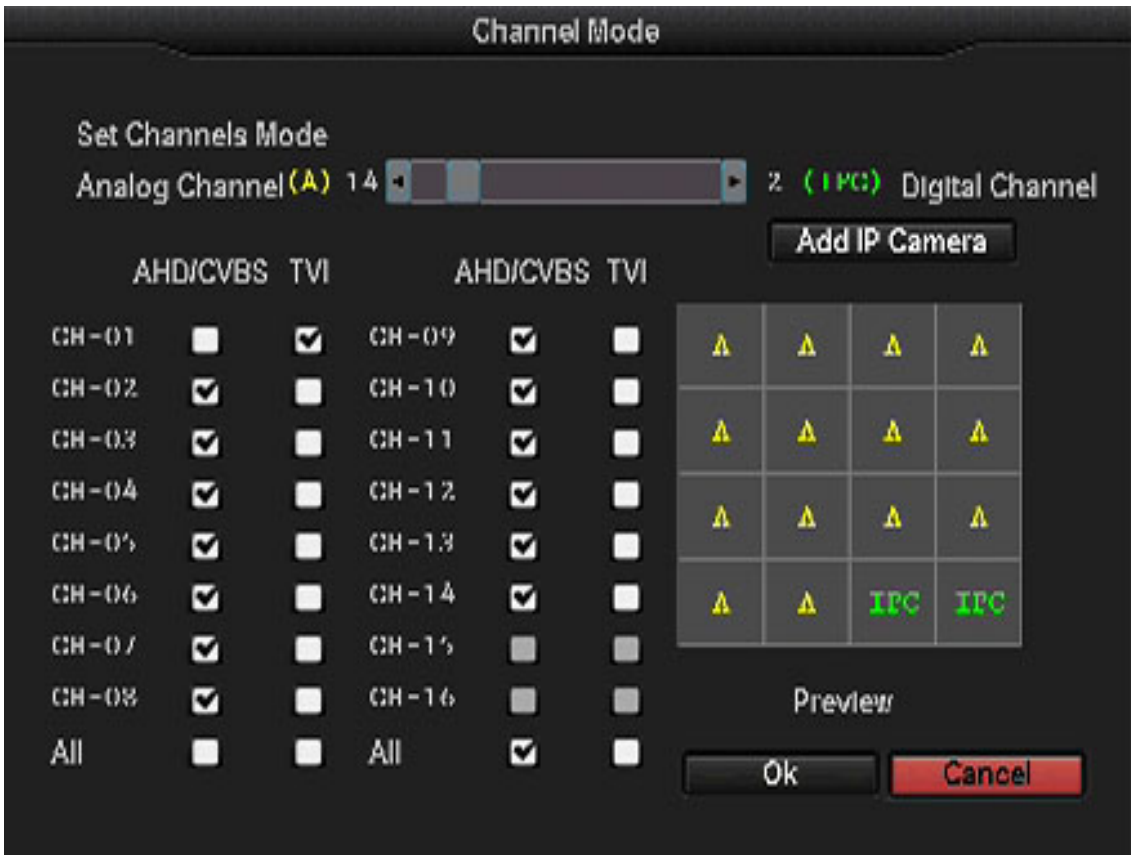 Channel Mode
Set Channels Mode
Analog Channel (A) 14 2 (IPC) Digital Channel
Add IP Camera
AHD/CVBS TVI AHD/CVBS TVI
CH-01 CH-09 A A A A
CH-02 CH-10
CH-03 CH-11 A A A A
CH-04 CH-12
CH-05 CH-13 A A A A
CH-06 CH-14 A A IPC IPC
CH-07 CH-15
CH-08 CH-16 Preview
All All
Ok Cancel